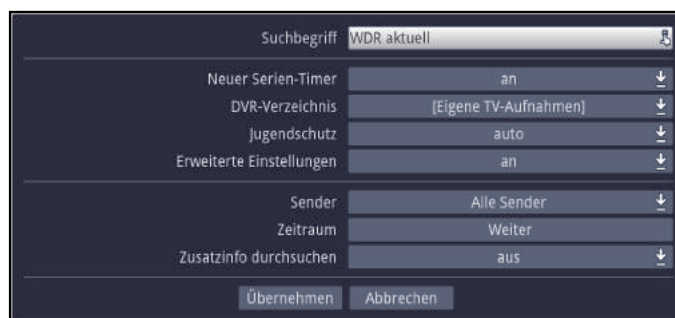 Suchbegriff WDR aktuell
Neuer Serien-Timer an
DVR-Verzeichnis [Eigene TV-Aufnahmen]
Jugendschutz auto
Erweiterte Einstellungen an
Sender Alle Sender
Zeitraum Weiter
Zusatzinfo durchsuchen aus
Übernehmen Abbrechen